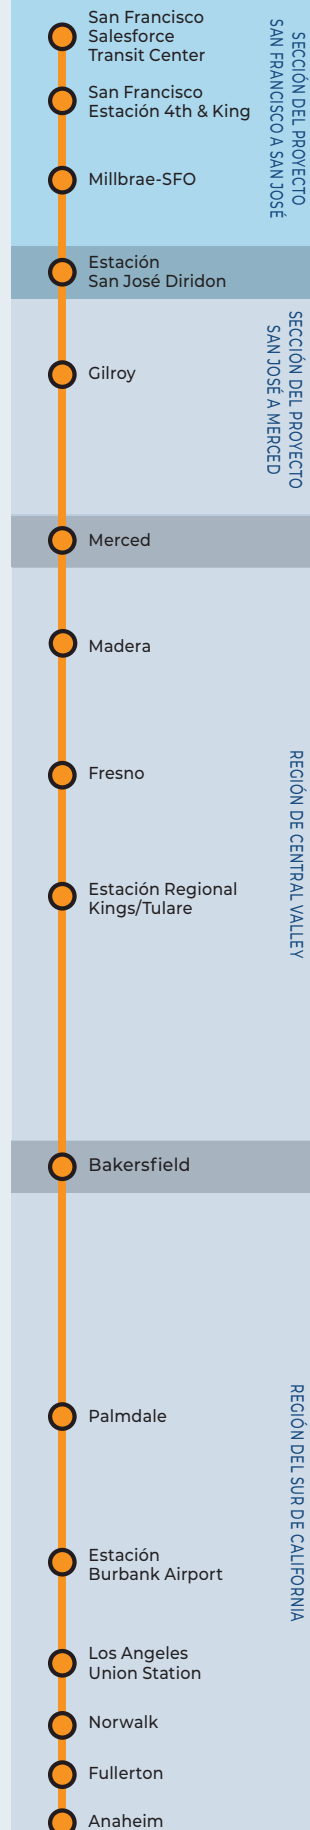 San Francisco
Salesforce
Transit Center
San Francisco
Estación 4th & King
Millbrae-SFO
SECCIÓN DEL PROYECTO
SAN FRANCISCO A SAN JOSÉ
Estación
San José Diridon
Gilroy
SECCIÓN DEL PROYECTO
SAN JOSÉ A MERCED
Merced
Madera
Fresno
Estación Regional
Kings/Tulare
REGIÓN DE CENTRAL VALLEY
Bakersfield
Palmdale
Estación
Burbank Airport
REGIÓN DEL SUR DE CALIFORNIA
Los Angeles
Union Station
Norwalk
Fullerton
Anaheim